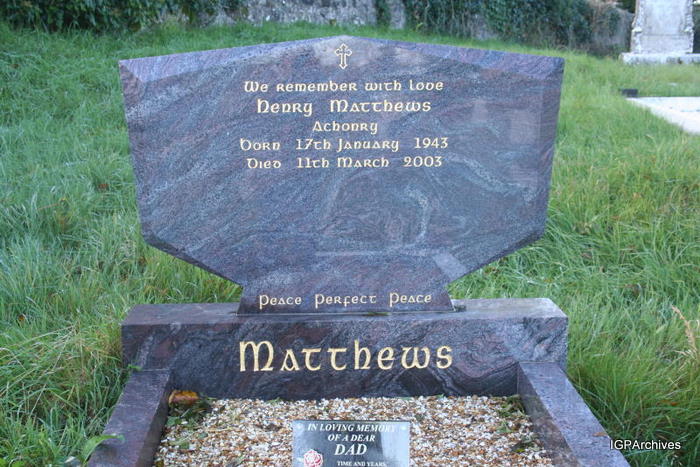 We remember with love
Henry Matthews
Achonry
Born 17th January 1943
Died 11th March 2003
Peace Perfect Peace
Matthews
IN LOVING MEMORY
OF A DEAR
DAD
TIME AND YEARS,
IGPArchives